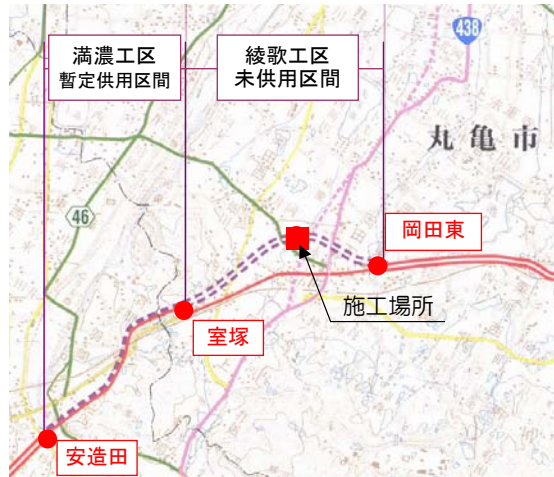 満濃工区
暫定供用区間
綾歌工区
未供用区間
438
丸亀市
46
岡田東
施工場所
室塚
安造田